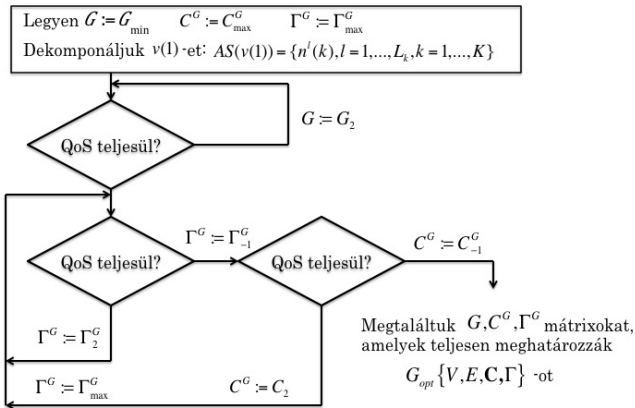 Legyen G := G_min C^G := C^G_max Γ^G := Γ^G_max
Dekomponáljuk v(1) -et: AS(v(1)) = {n^l(k), l = 1,..., L_k, k = 1,..., K}
QoS teljesül?
G := G_2
QoS teljesül?
Γ^G := Γ^G_-1
QoS teljesül?
C^G := C^G_-1
Γ^G := Γ^G_2
Γ^G := Γ^G_max
C^G := C_2
Megtaláltuk G, C^G, Γ^G mátrixokat,
amelyek teljesen meghatározzák
G_opt {V, E, C, Γ} -ot